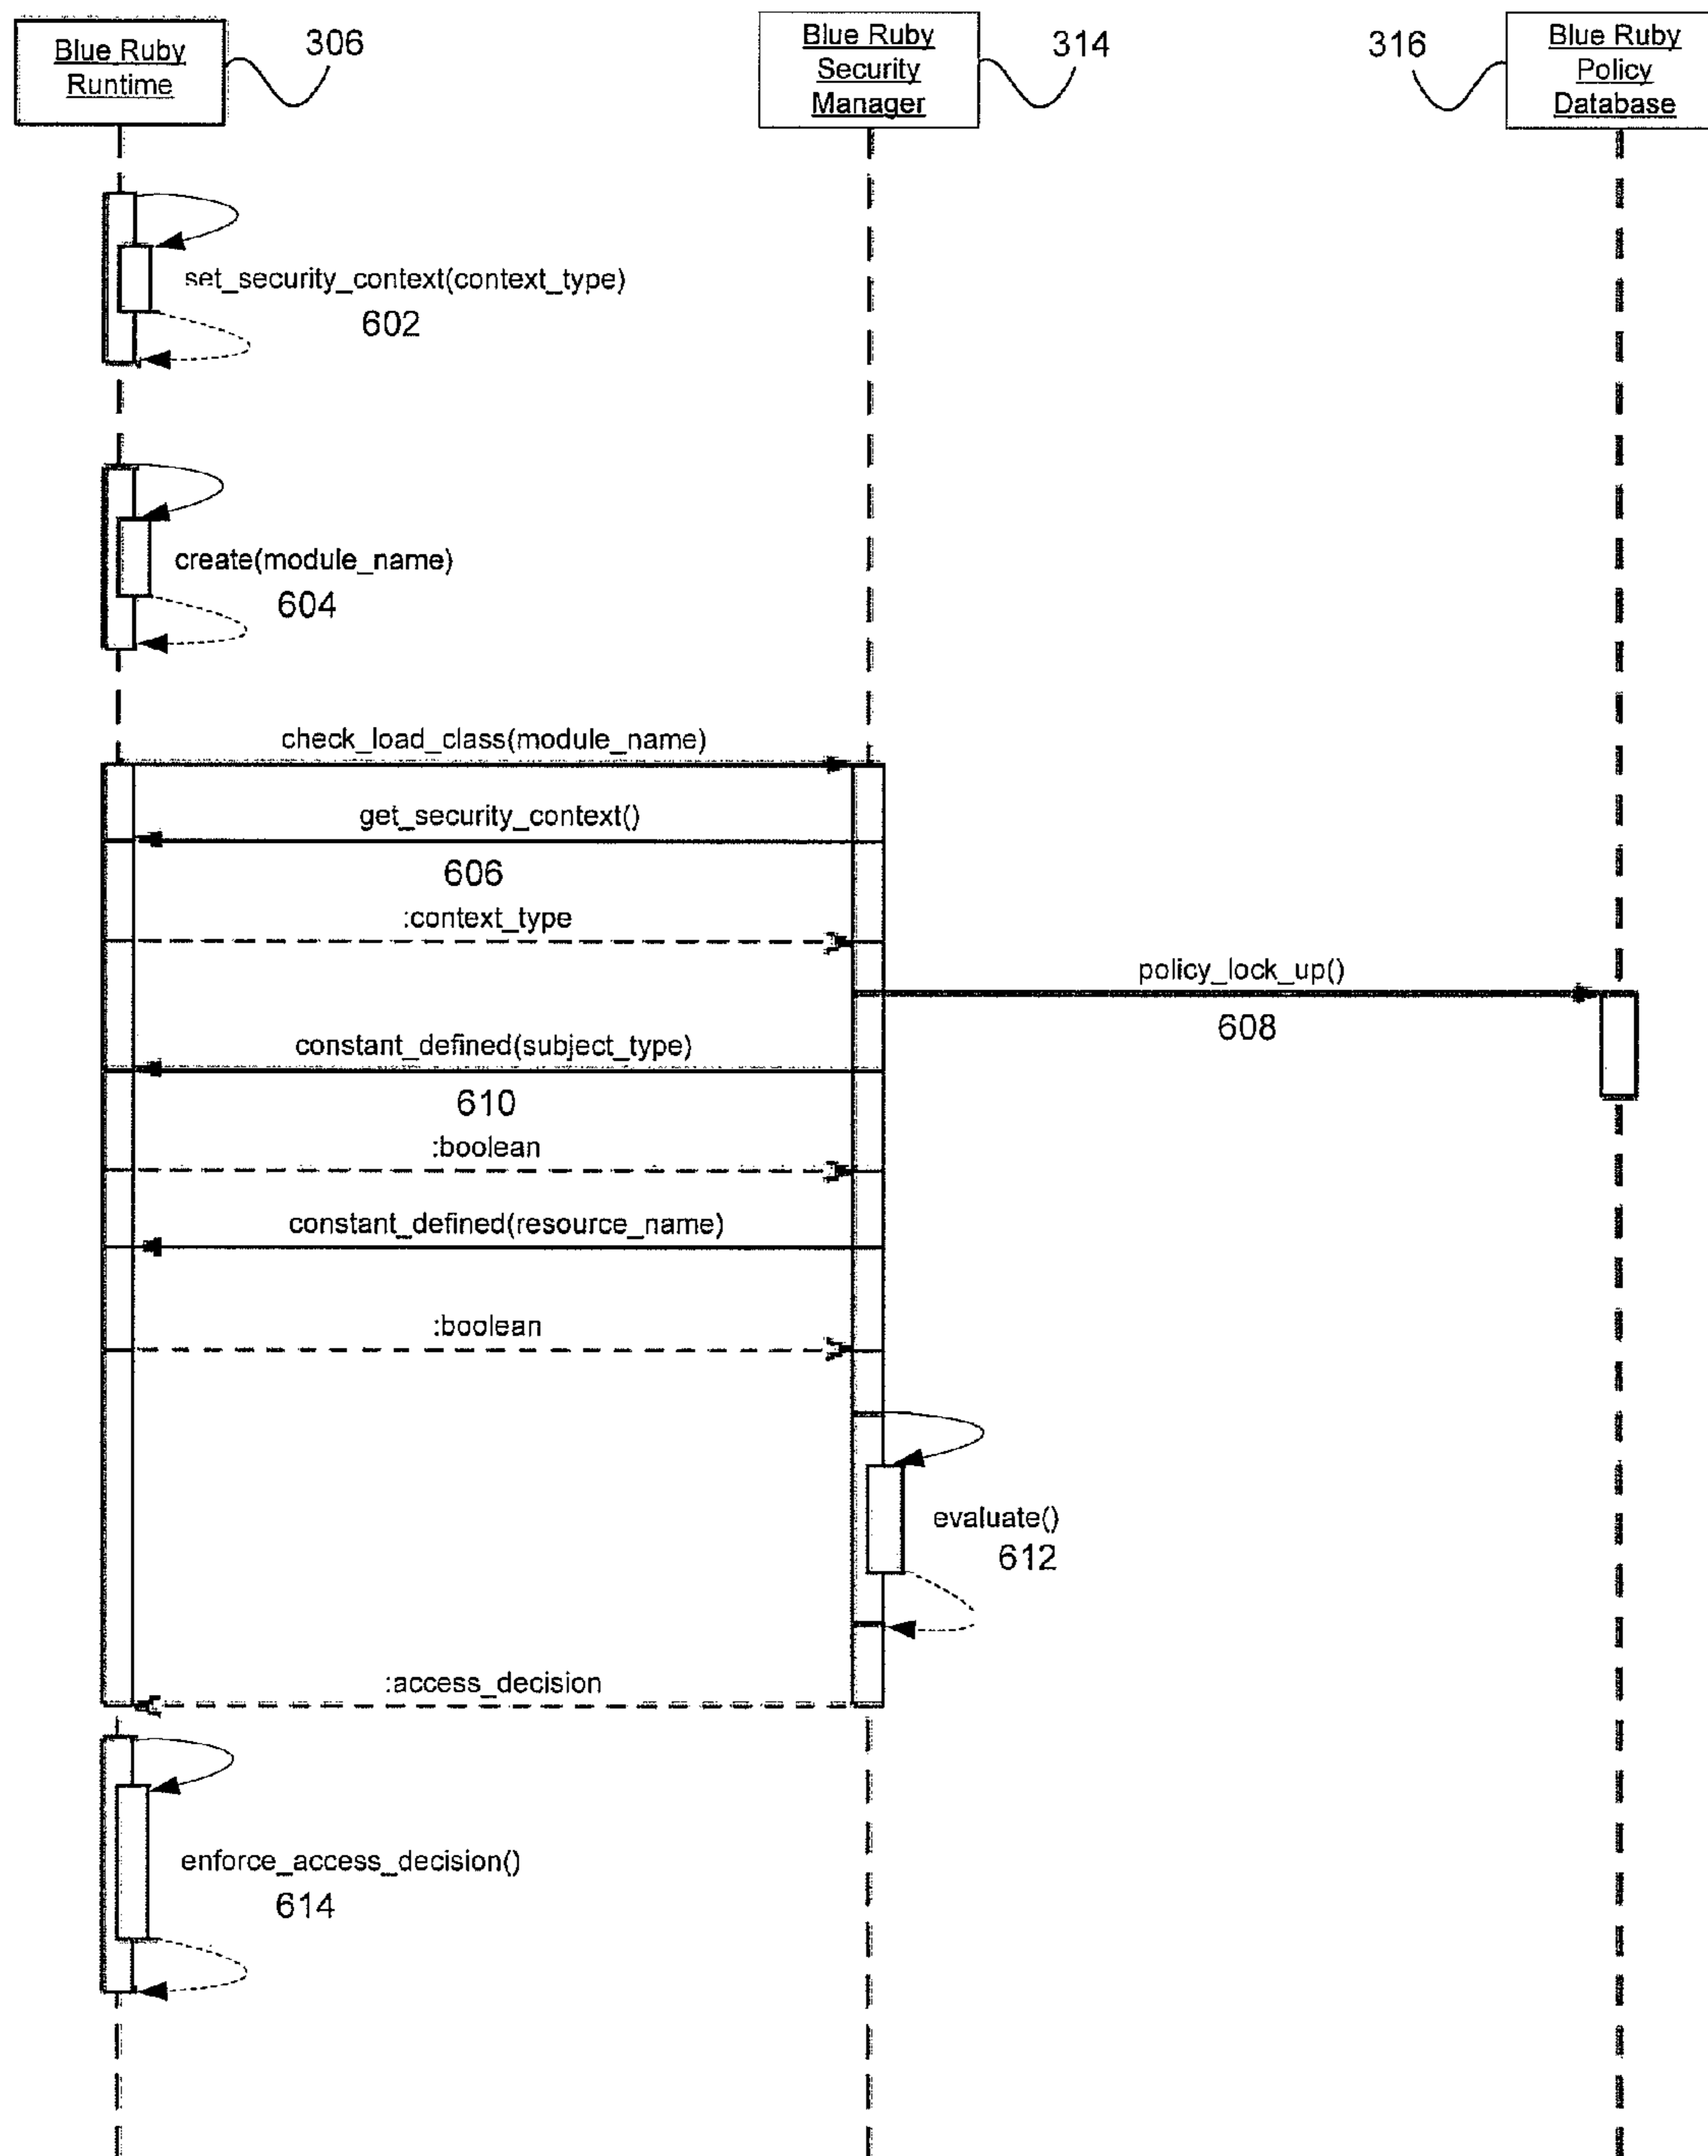 Blue Ruby
Runtime
306
Blue Ruby
Security
Manager
314
316
Blue Ruby
Policy
Database
set_security_context(context_type)
602
create(module_name)
604
check_load_class(module_name)
get_security_context()
606
:context_type
policy_lock_up()
608
constant_defined(subject_type)
610
:boolean
constant_defined(resource_name)
:boolean
evaluate()
612
:access_decision
enforce_access_decision()
614